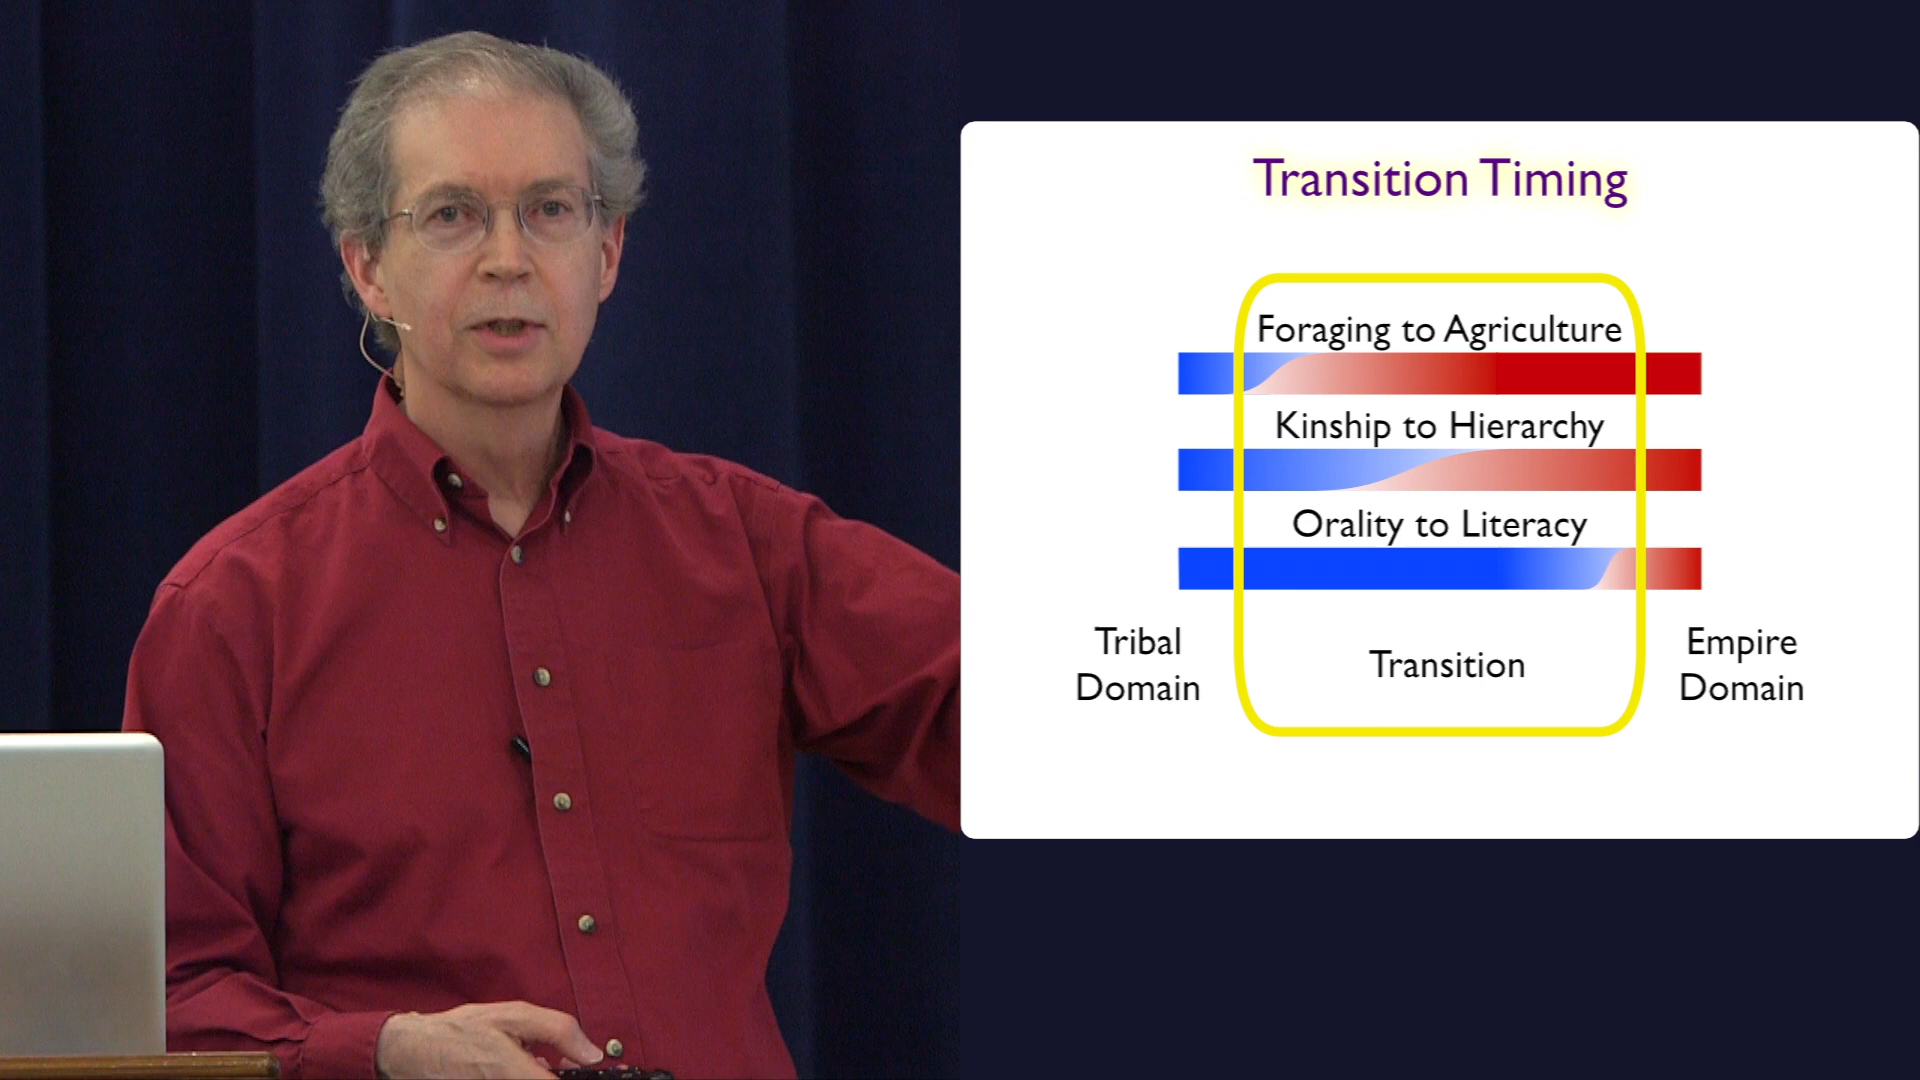 Transition Timing
Foraging to Agriculture
Kinship to Hierarchy
Orality to Literacy
Tribal
Domain
Transition
Empire
Domain